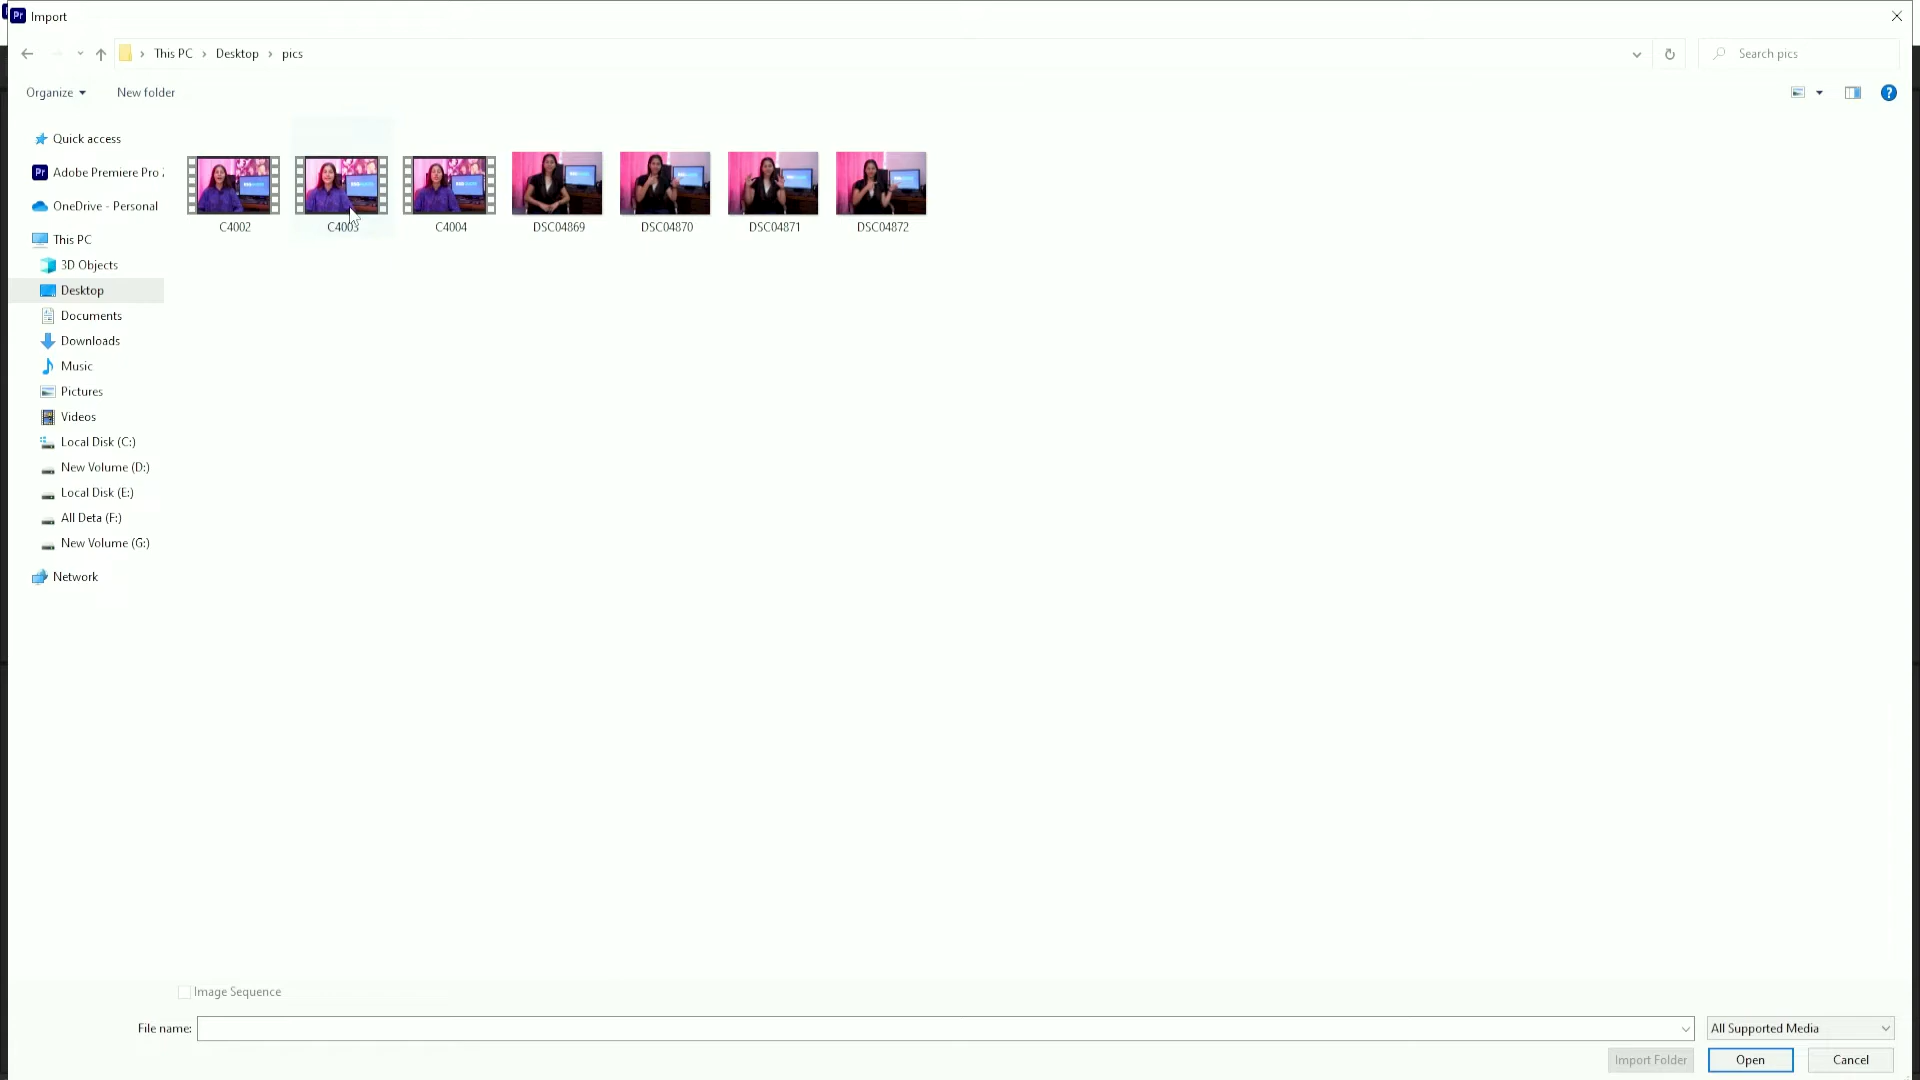 Pr Import
This PC > Desktop > pics
Search pics
Organize
New folder
Quick access
Pr Adobe Premiere Pro
OneDrive - Personal
This PC
3D Objects
Desktop
Documents
Downloads
Music
Pictures
Videos
Local Disk (C:)
New Volume (D:)
Local Disk (E:)
All Deta (F:)
New Volume (G:)
Network
C4002
C4003
C4004
DSC04869
DSC04870
DSC04871
DSC04872
Image Sequence
File name:
All Supported Media
Import Folder
Open
Cancel